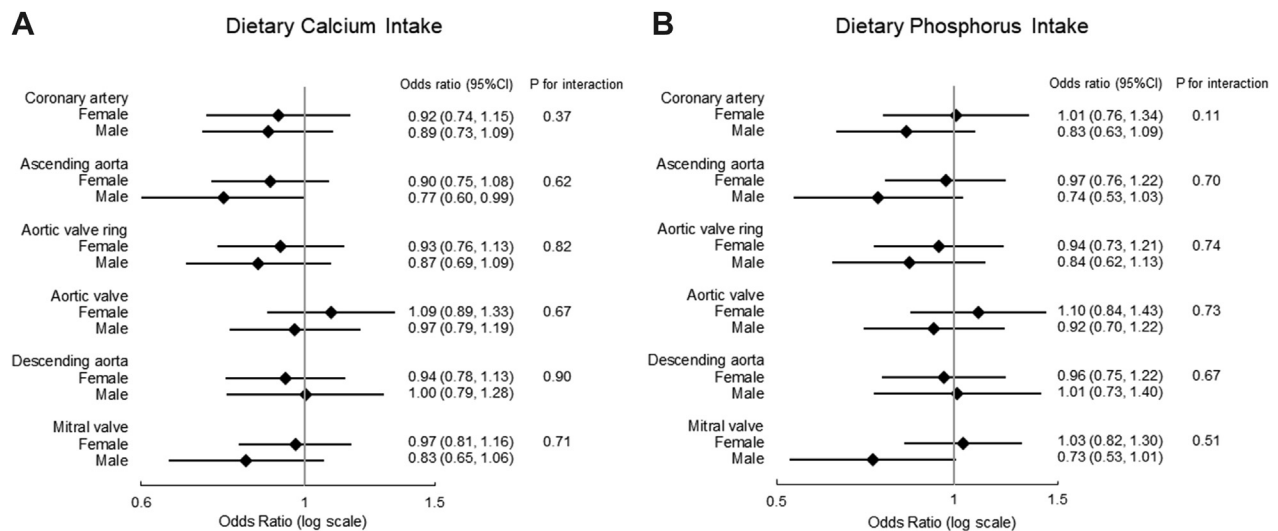 A
Dietary Calcium Intake
Odds ratio (95%CI) P for interaction
Coronary artery
Female 0.92 (0.74, 1.15) 0.37
Male 0.89 (0.73, 1.09)
Ascending aorta
Female 0.90 (0.75, 1.08) 0.62
Male 0.77 (0.60, 0.99)
Aortic valve ring
Female 0.93 (0.76, 1.13) 0.82
Male 0.87 (0.69, 1.09)
Aortic valve
Female 1.09 (0.89, 1.33) 0.67
Male 0.97 (0.79, 1.19)
Descending aorta
Female 0.94 (0.78, 1.13) 0.90
Male 1.00 (0.79, 1.28)
Mitral valve
Female 0.97 (0.81, 1.16) 0.71
Male 0.83 (0.65, 1.06)
0.6 1 1.5
Odds Ratio (log scale)
B
Dietary Phosphorus Intake
Odds ratio (95%CI) P for interaction
Coronary artery
Female 1.01 (0.76, 1.34) 0.11
Male 0.83 (0.63, 1.09)
Ascending aorta
Female 0.97 (0.76, 1.22) 0.70
Male 0.74 (0.53, 1.03)
Aortic valve ring
Female 0.94 (0.73, 1.21) 0.74
Male 0.84 (0.62, 1.13)
Aortic valve
Female 1.10 (0.84, 1.43) 0.73
Male 0.92 (0.70, 1.22)
Descending aorta
Female 0.96 (0.75, 1.22) 0.67
Male 1.01 (0.73, 1.40)
Mitral valve
Female 1.03 (0.82, 1.30) 0.51
Male 0.73 (0.53, 1.01)
0.5 1 1.5
Odds Ratio (log scale)